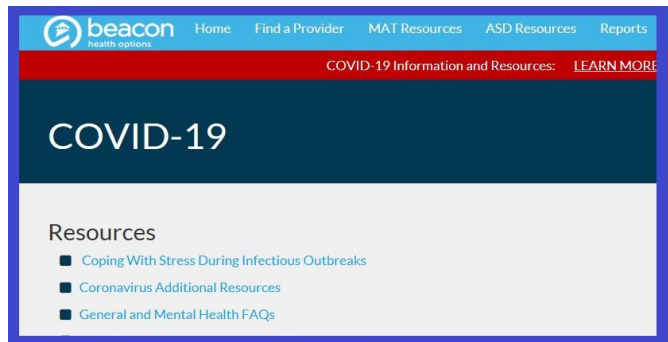 beacon Home Find a Provider MAT Resources ASD Resources Reports
health options
COVID-19 Information and Resources: LEARN MORE
COVID-19
Resources
Coping With Stress During Infectious Outbreaks
Coronavirus Additional Resources
General and Mental Health FAQs